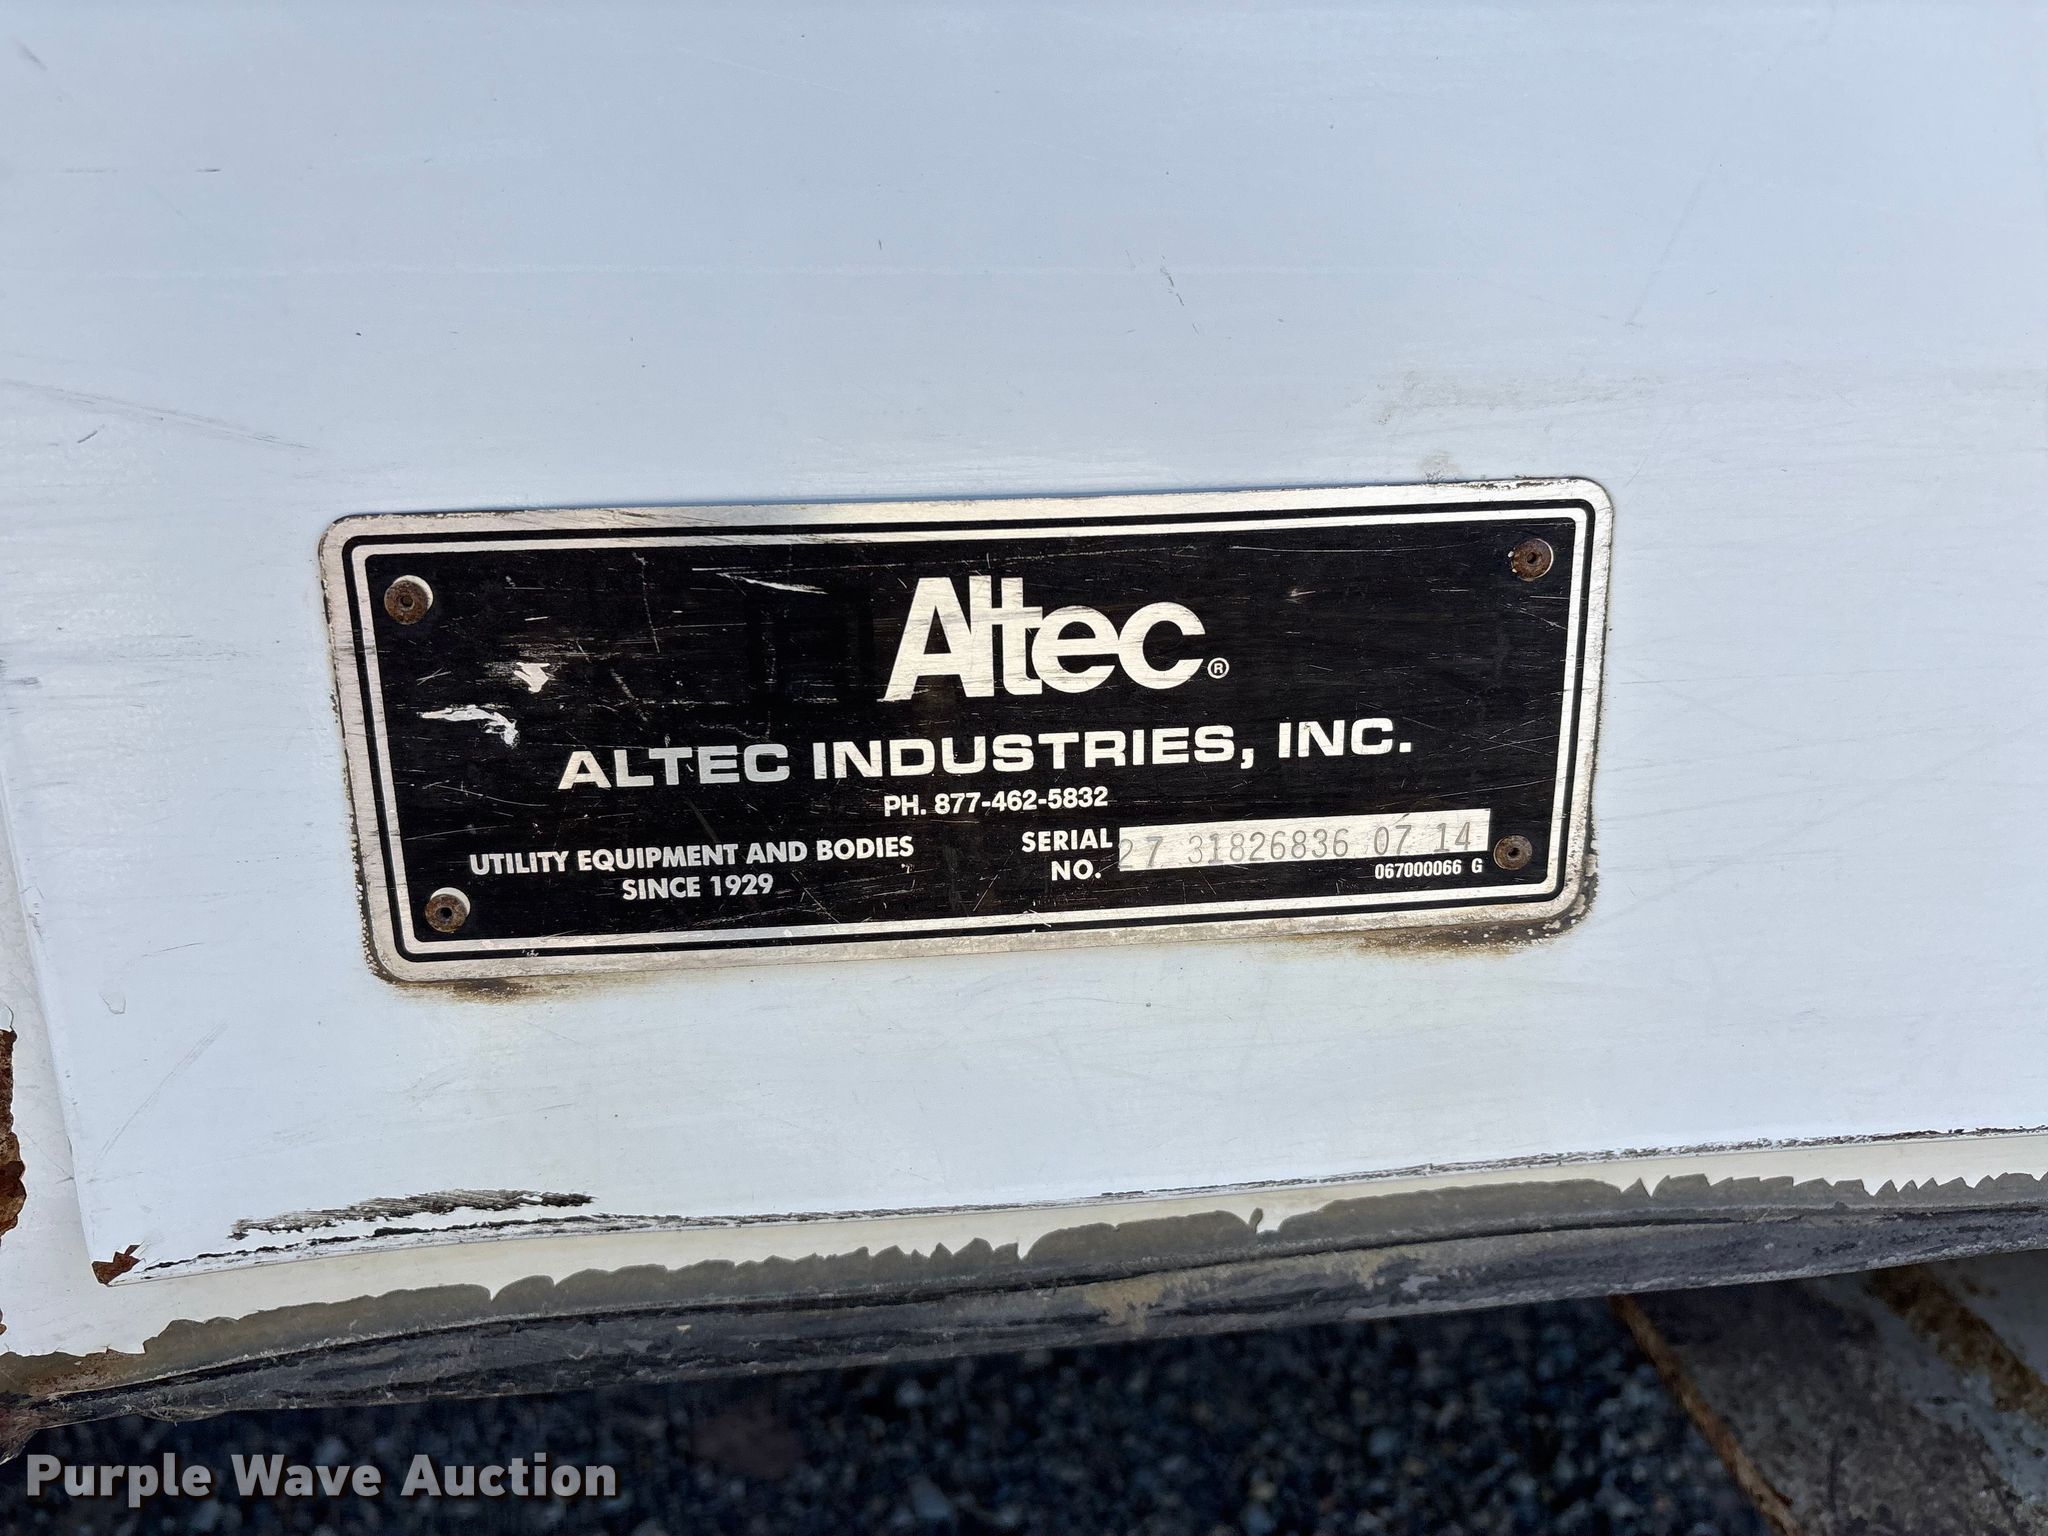 Altec®
ALTEC INDUSTRIES, INC.
PH. 877-462-5832
UTILITY EQUIPMENT AND BODIES
SINCE 1929
SERIAL
NO.
27 31826836 07 14
067000066 G
Purple Wave Auction